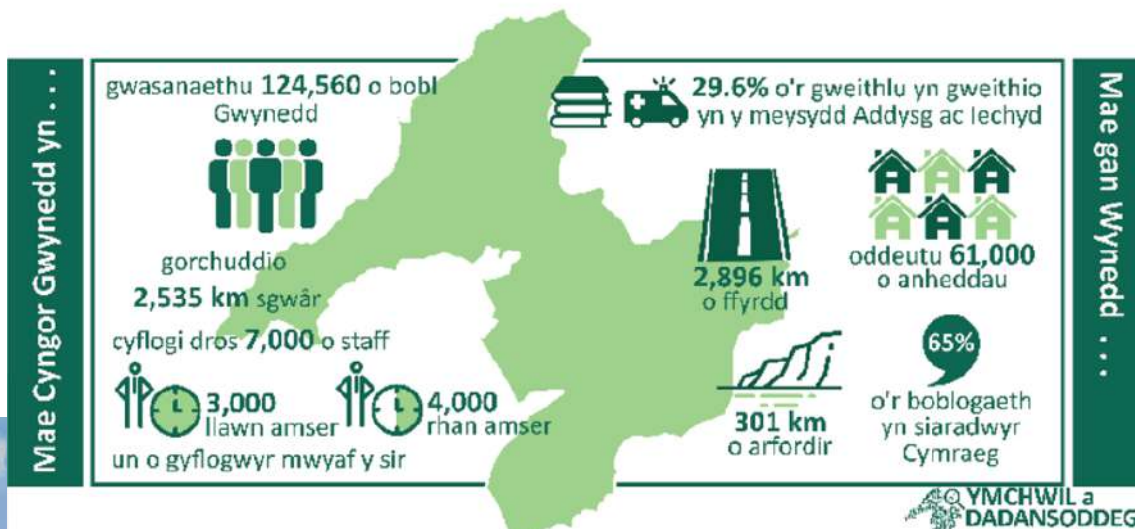 Mae Cyngor Gwynedd yn . . .
gwasanaethu 124,560 o bobl
Gwynedd
gorchuddio
2,535 km sgwâr
cyflogi dros 7,000 o staff
3,000
llawn amser
4,000
rhan amser
un o gyflogwyr mwyaf y sir
Mae gan Wynedd . . .
29.6% o'r gweithlu yn gweithio
yn y meysydd Addysg ac Iechyd
2,896 km
o ffyrdd
oddeutu 61,000
o anheddau
301 km
o arfordir
65%
o'r boblogaeth
yn siaradwyr
Cymraeg
YMCHWIL a
DADANSODDEG